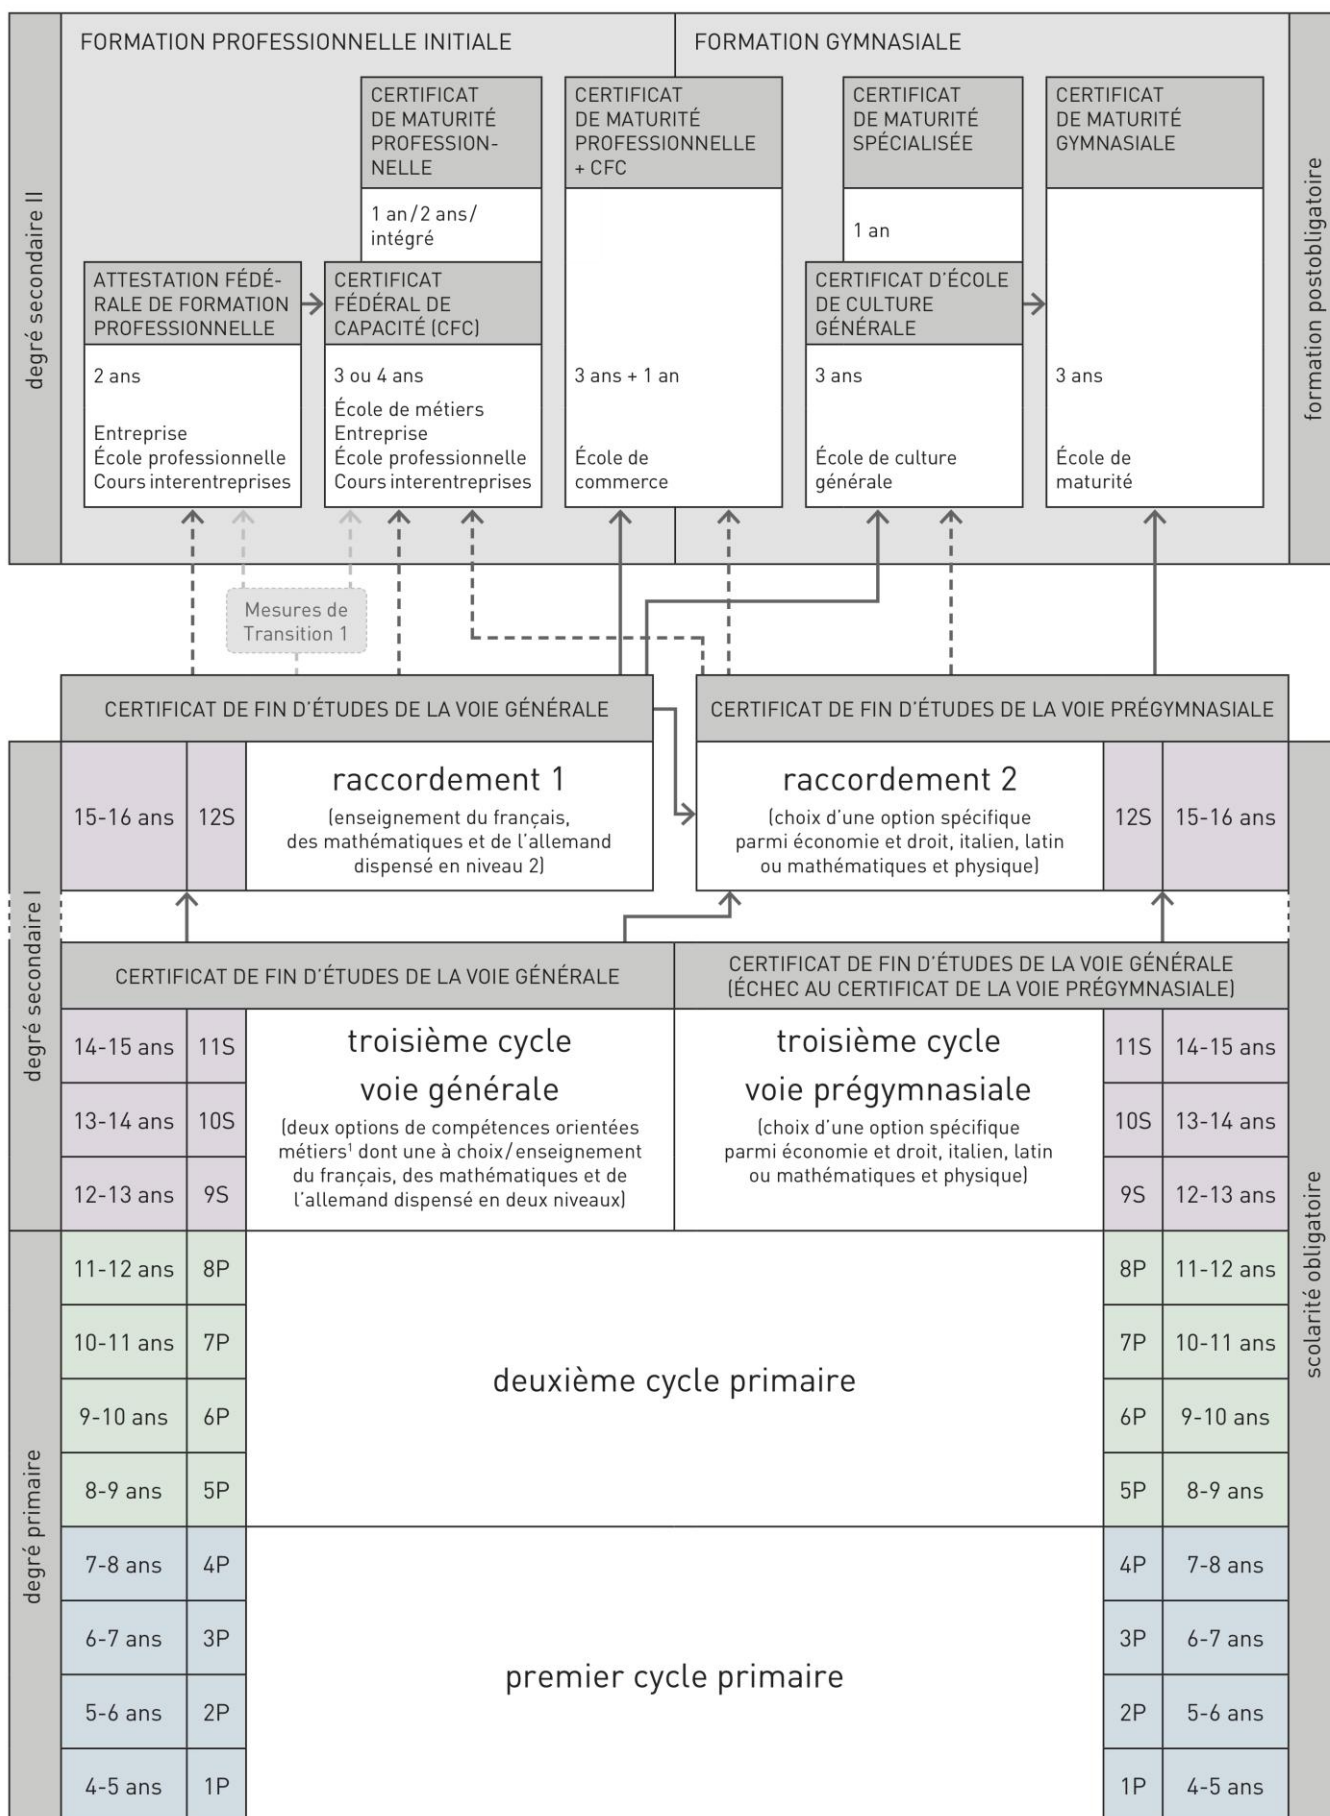 FORMATION PROFESSIONNELLE INITIALE
FORMATION GYMNASIALE
degré secondaire II
formation postobligatoire
CERTIFICAT
DE MATURITÉ
PROFESSION-
NELLE
1 an/2 ans/
intégré
CERTIFICAT
DE MATURITÉ
PROFESSIONNELLE
+ CFC
CERTIFICAT
DE MATURITÉ
SPÉCIALISÉE
1 an
CERTIFICAT
DE MATURITÉ
GYMNASIALE
ATTESTATION FÉDÉ-
RALE DE FORMATION
PROFESSIONNELLE
2 ans
Entreprise
École professionnelle
Cours interentreprises
CERTIFICAT
FÉDÉRAL DE
CAPACITÉ (CFC)
3 ou 4 ans
École de métiers
Entreprise
École professionnelle
Cours interentreprises
3 ans + 1 an
École de
commerce
CERTIFICAT D'ÉCOLE
DE CULTURE
GÉNÉRALE
3 ans
École de culture
générale
3 ans
École de
maturité
Mesures de
Transition 1
CERTIFICAT DE FIN D'ÉTUDES DE LA VOIE GÉNÉRALE
CERTIFICAT DE FIN D'ÉTUDES DE LA VOIE PRÉGYMNASIALE
degré secondaire I
scolarité obligatoire
15-16 ans
12S
raccordement 1
(enseignement du français,
des mathématiques et de l'allemand
dispensé en niveau 2)
raccordement 2
(choix d'une option spécifique
parmi économie et droit, italien, latin
ou mathématiques et physique)
12S
15-16 ans
CERTIFICAT DE FIN D'ÉTUDES DE LA VOIE GÉNÉRALE
CERTIFICAT DE FIN D'ÉTUDES DE LA VOIE GÉNÉRALE
(ÉCHEC AU CERTIFICAT DE LA VOIE PRÉGYMNASIALE)
14-15 ans
11S
13-14 ans
10S
12-13 ans
9S
troisième cycle
voie générale
(deux options de compétences orientées
métiers¹ dont une à choix/enseignement
du français, des mathématiques et de
l'allemand dispensé en deux niveaux)
troisième cycle
voie prégymnasiale
(choix d'une option spécifique
parmi économie et droit, italien, latin
ou mathématiques et physique)
11S
14-15 ans
10S
13-14 ans
9S
12-13 ans
degré primaire
11-12 ans
8P
10-11 ans
7P
9-10 ans
6P
8-9 ans
5P
deuxième cycle primaire
8P
11-12 ans
7P
10-11 ans
6P
9-10 ans
5P
8-9 ans
7-8 ans
4P
6-7 ans
3P
5-6 ans
2P
4-5 ans
1P
premier cycle primaire
4P
7-8 ans
3P
6-7 ans
2P
5-6 ans
1P
4-5 ans